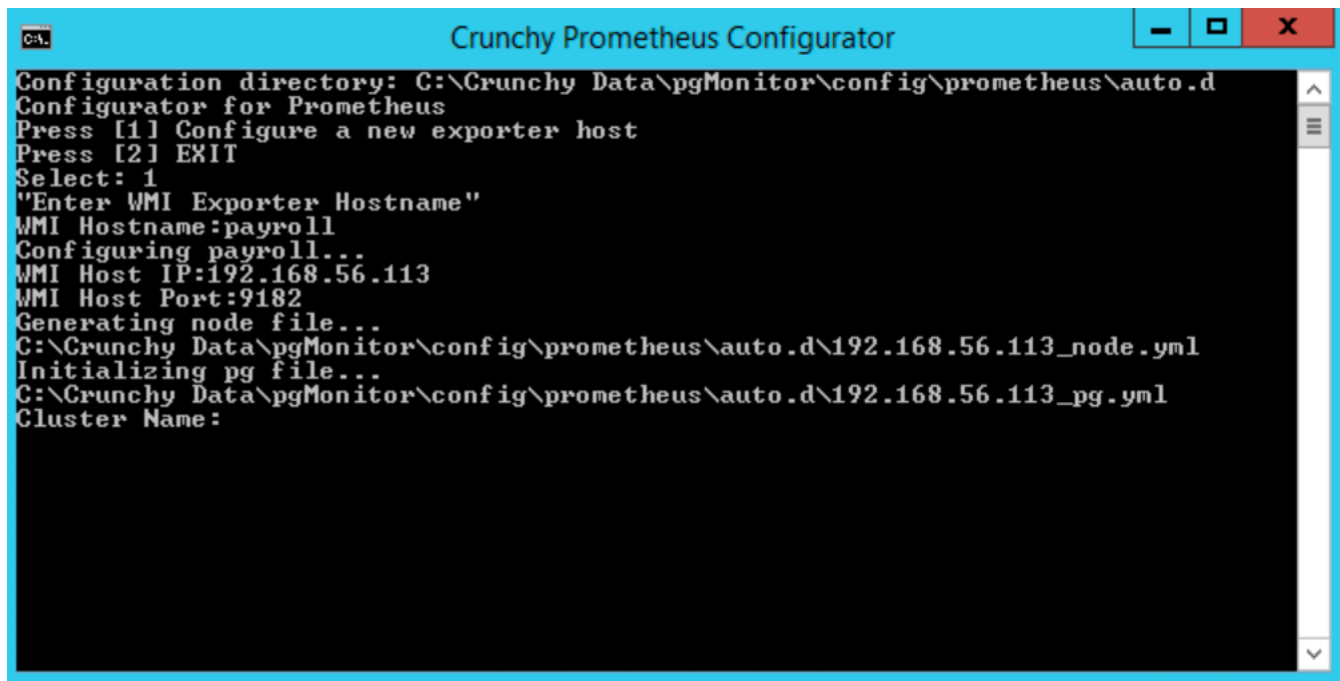 Crunchy Prometheus Configurator
Configuration directory: C:\Crunchy Data\pgMonitor\config\prometheus\auto.d
Configurator for Prometheus
Press [1] Configure a new exporter host
Press [2] EXIT
Select: 1
"Enter WMI Exporter Hostname"
WMI Hostname:payroll
Configuring payroll...
WMI Host IP:192.168.56.113
WMI Host Port:9182
Generating node file...
C:\Crunchy Data\pgMonitor\config\prometheus\auto.d\192.168.56.113_node.yml
Initializing pg file...
C:\Crunchy Data\pgMonitor\config\prometheus\auto.d\192.168.56.113_pg.yml
Cluster Name: